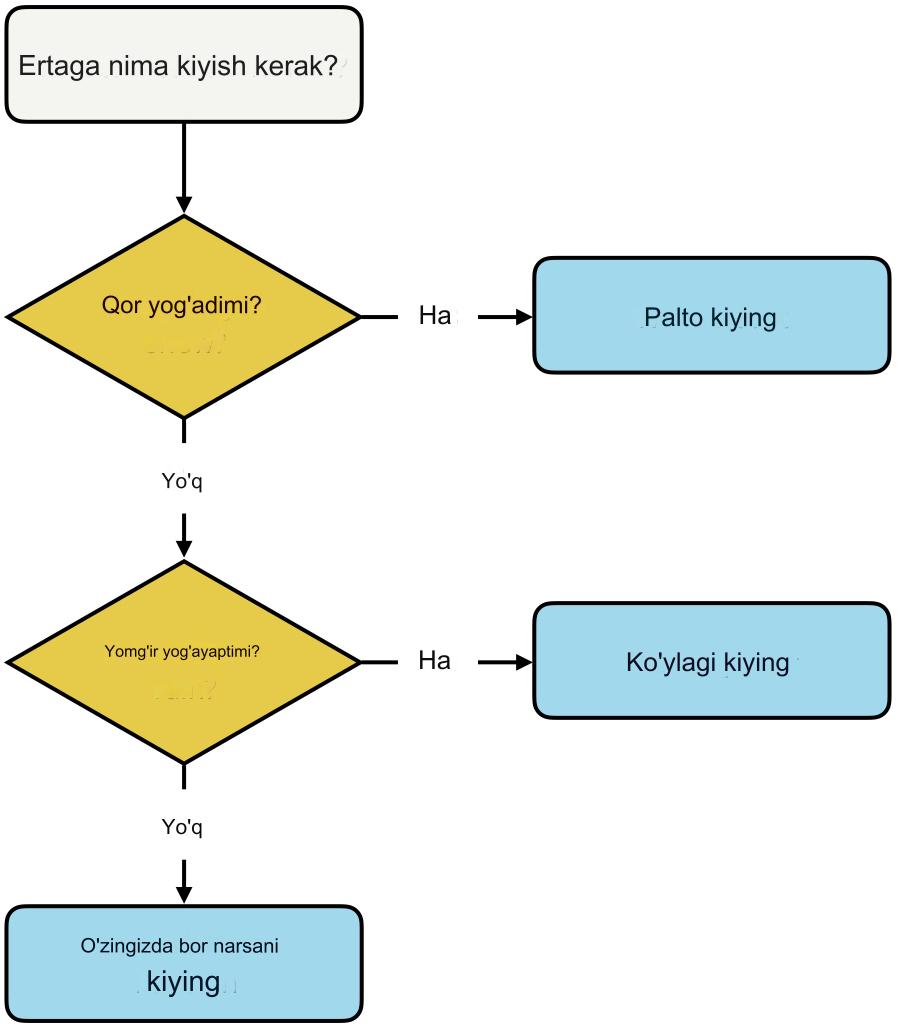 Ertaga nima kiyish kerak?
Qor yog'adimi?
Ha
Palto kiying
Yo'q
Yomg'ir yog'ayaptimi?
Ha
Ko'ylagi kiying
Yo'q
O'zingizda bor narsani
kiying